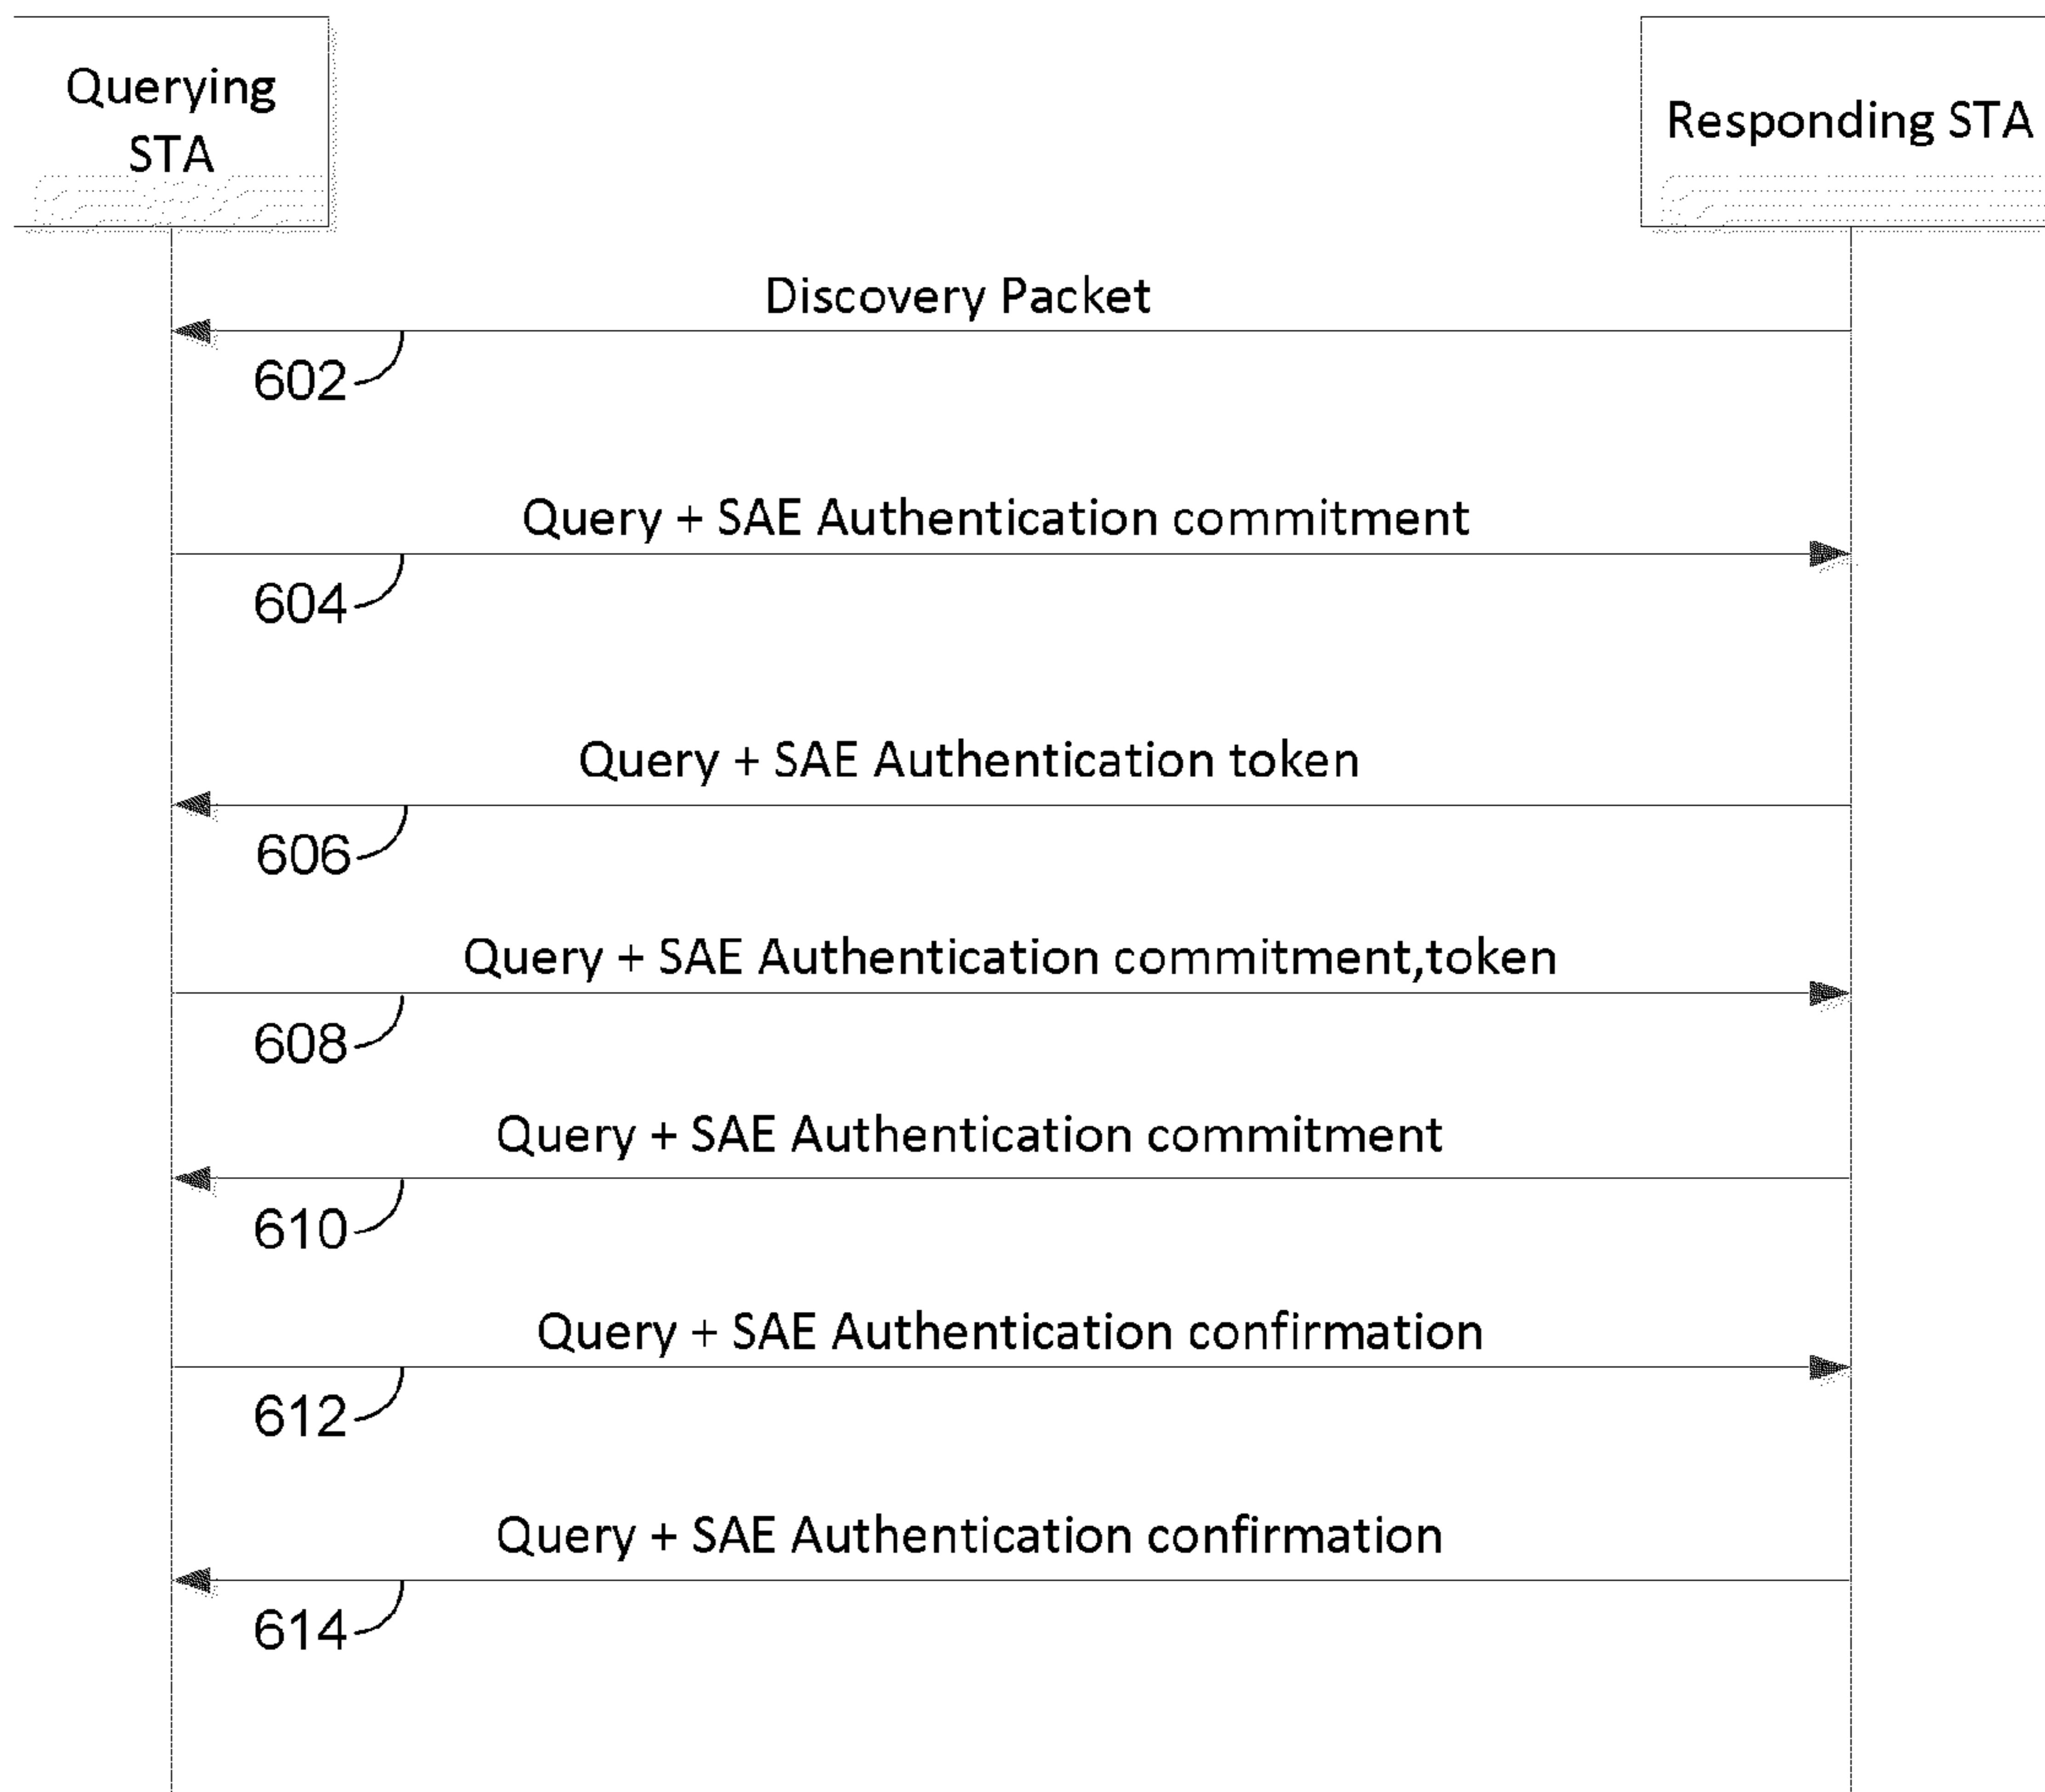 Querying
STA
Responding STA
Discovery Packet
602
Query + SAE Authentication commitment
604
Query + SAE Authentication token
606
Query + SAE Authentication commitment,token
608
Query + SAE Authentication commitment
610
Query + SAE Authentication confirmation
612
Query + SAE Authentication confirmation
614